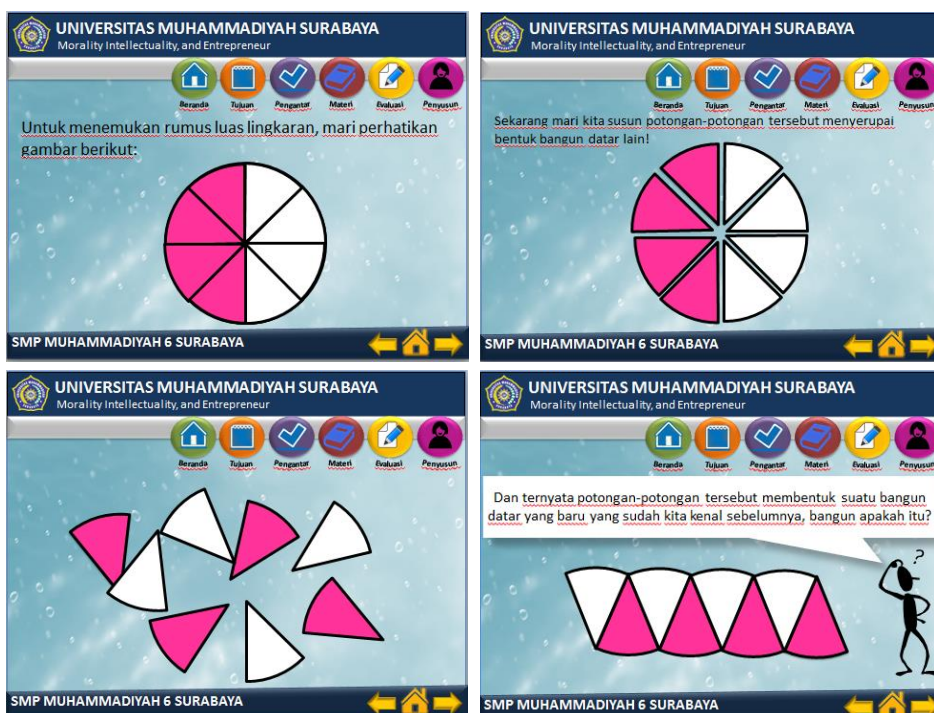 UNIVERSITAS MUHAMMADIYAH SURABAYA
Morality Intellectuality, and Entrepreneur
Beranda Tujuan Pengantar Materi Evaluasi Penyusun
Untuk menemukan rumus luas lingkaran, mari perhatikan
gambar berikut:
SMP MUHAMMADIYAH 6 SURABAYA
UNIVERSITAS MUHAMMADIYAH SURABAYA
Morality Intellectuality, and Entrepreneur
Beranda Tujuan Pengantar Materi Evaluasi Penyusun
Sekarang mari kita susun potongan-potongan tersebut menyerupai
bentuk bangun datar lain!
SMP MUHAMMADIYAH 6 SURABAYA
UNIVERSITAS MUHAMMADIYAH SURABAYA
Morality Intellectuality, and Entrepreneur
Beranda Tujuan Pengantar Materi Evaluasi Penyusun
SMP MUHAMMADIYAH 6 SURABAYA
UNIVERSITAS MUHAMMADIYAH SURABAYA
Morality Intellectuality, and Entrepreneur
Beranda Tujuan Pengantar Materi Evaluasi Penyusun
Dan ternyata potongan-potongan tersebut membentuk suatu bangun
datar yang baru yang sudah kita kenal sebelumnya, bangun apakah itu?
?
SMP MUHAMMADIYAH 6 SURABAYA